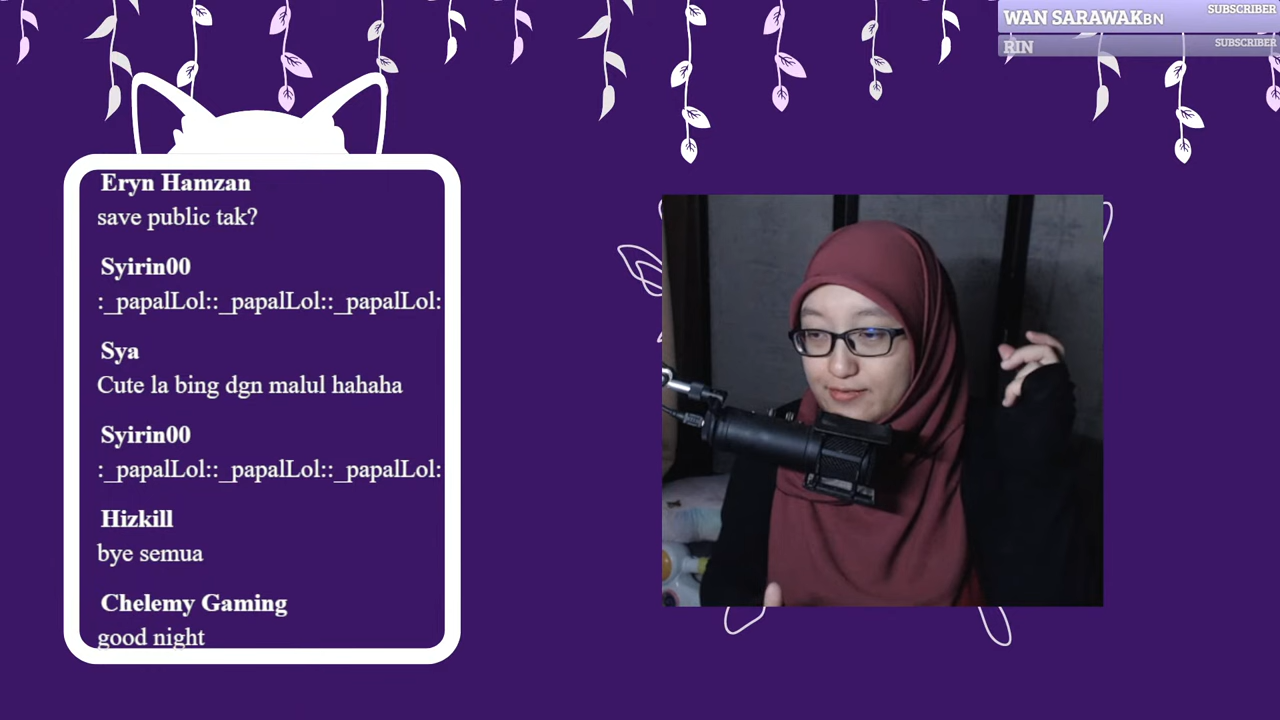 WAN SARAWAKBN SUBSCRIBER
RIN SUBSCRIBER
Eryn Hamzan
save public tak?
Syirin00
:_papalLol::_papalLol::_papalLol:
Sya
Cute la bing dgn malul hahaha
Syirin00
:_papalLol::_papalLol::_papalLol:
Hizkill
bye semua
Chelemy Gaming
good night